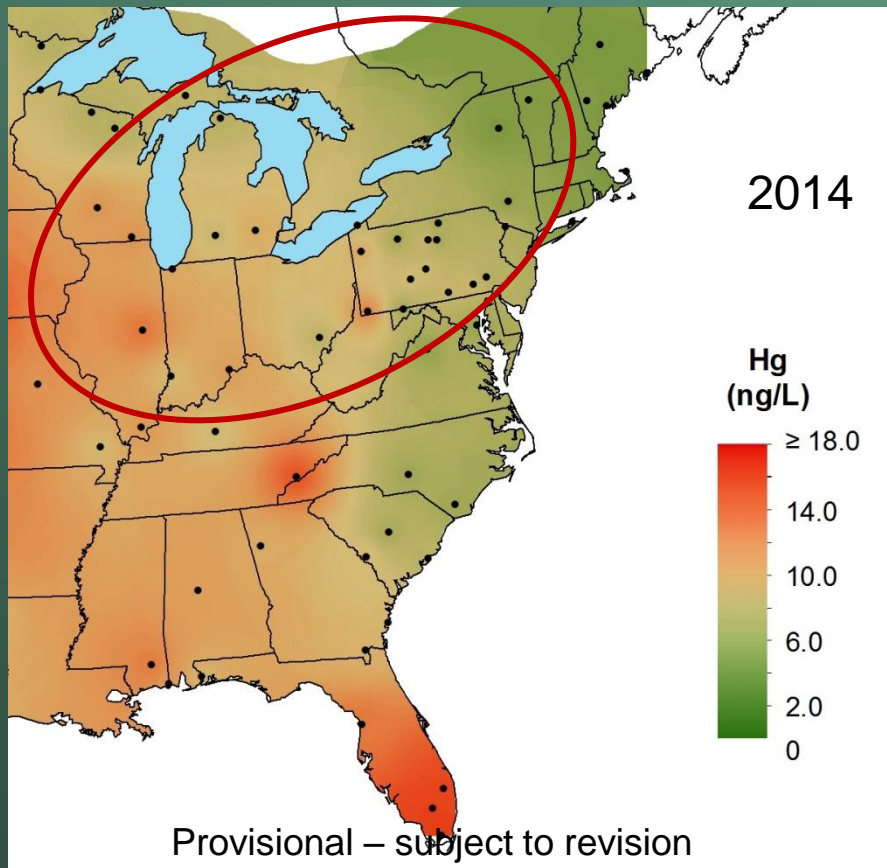 2014
Hg
(ng/L)
≥ 18.0
14.0
10.0
6.0
2.0
0
Provisional – subject to revision